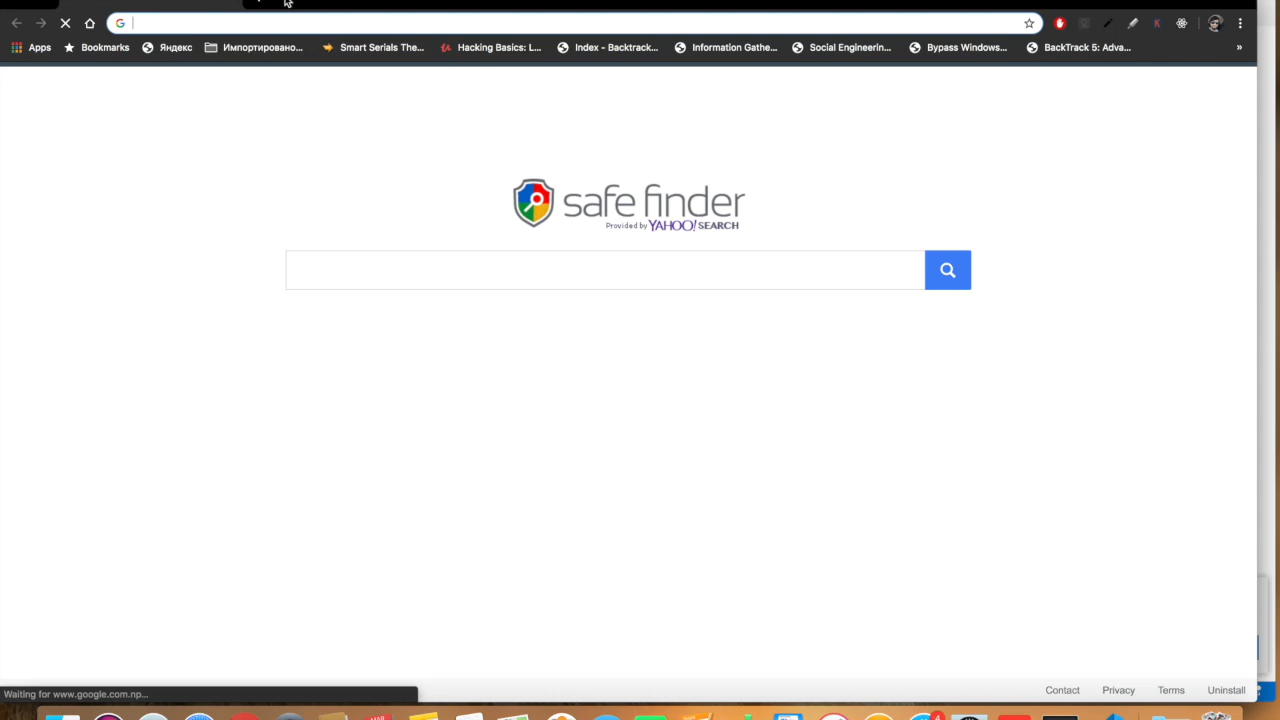 Apps Bookmarks Яндекс Импортировано... Smart Serials The... Hacking Basics: L... Index - Backtrack... Information Gathe... Social Engineerin... Bypass Windows... BackTrack 5: Adva... »
safe finder
Provided by YAHOO! SEARCH
Contact Privacy Terms Uninstall
Waiting for www.google.com.np...